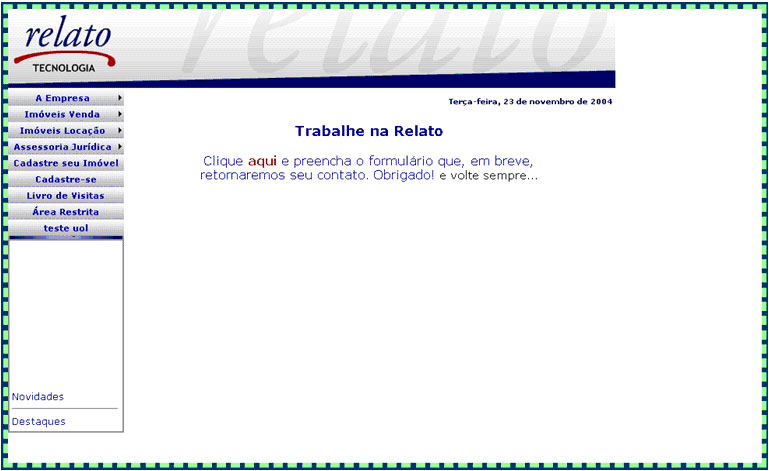 relato
relato
TECNOLOGIA
Terça-feira, 23 de novembro de 2004
A Empresa
Imóveis Venda
Imóveis Locação
Assessoria Jurídica
Cadastre seu Imóvel
Cadastre-se
Livro de Visitas
Área Restrita
teste uol
Novidades
Destaques
Trabalhe na Relato
Clique aqui e preencha o formulário que, em breve,
retornaremos seu contato. Obrigado! e volte sempre...